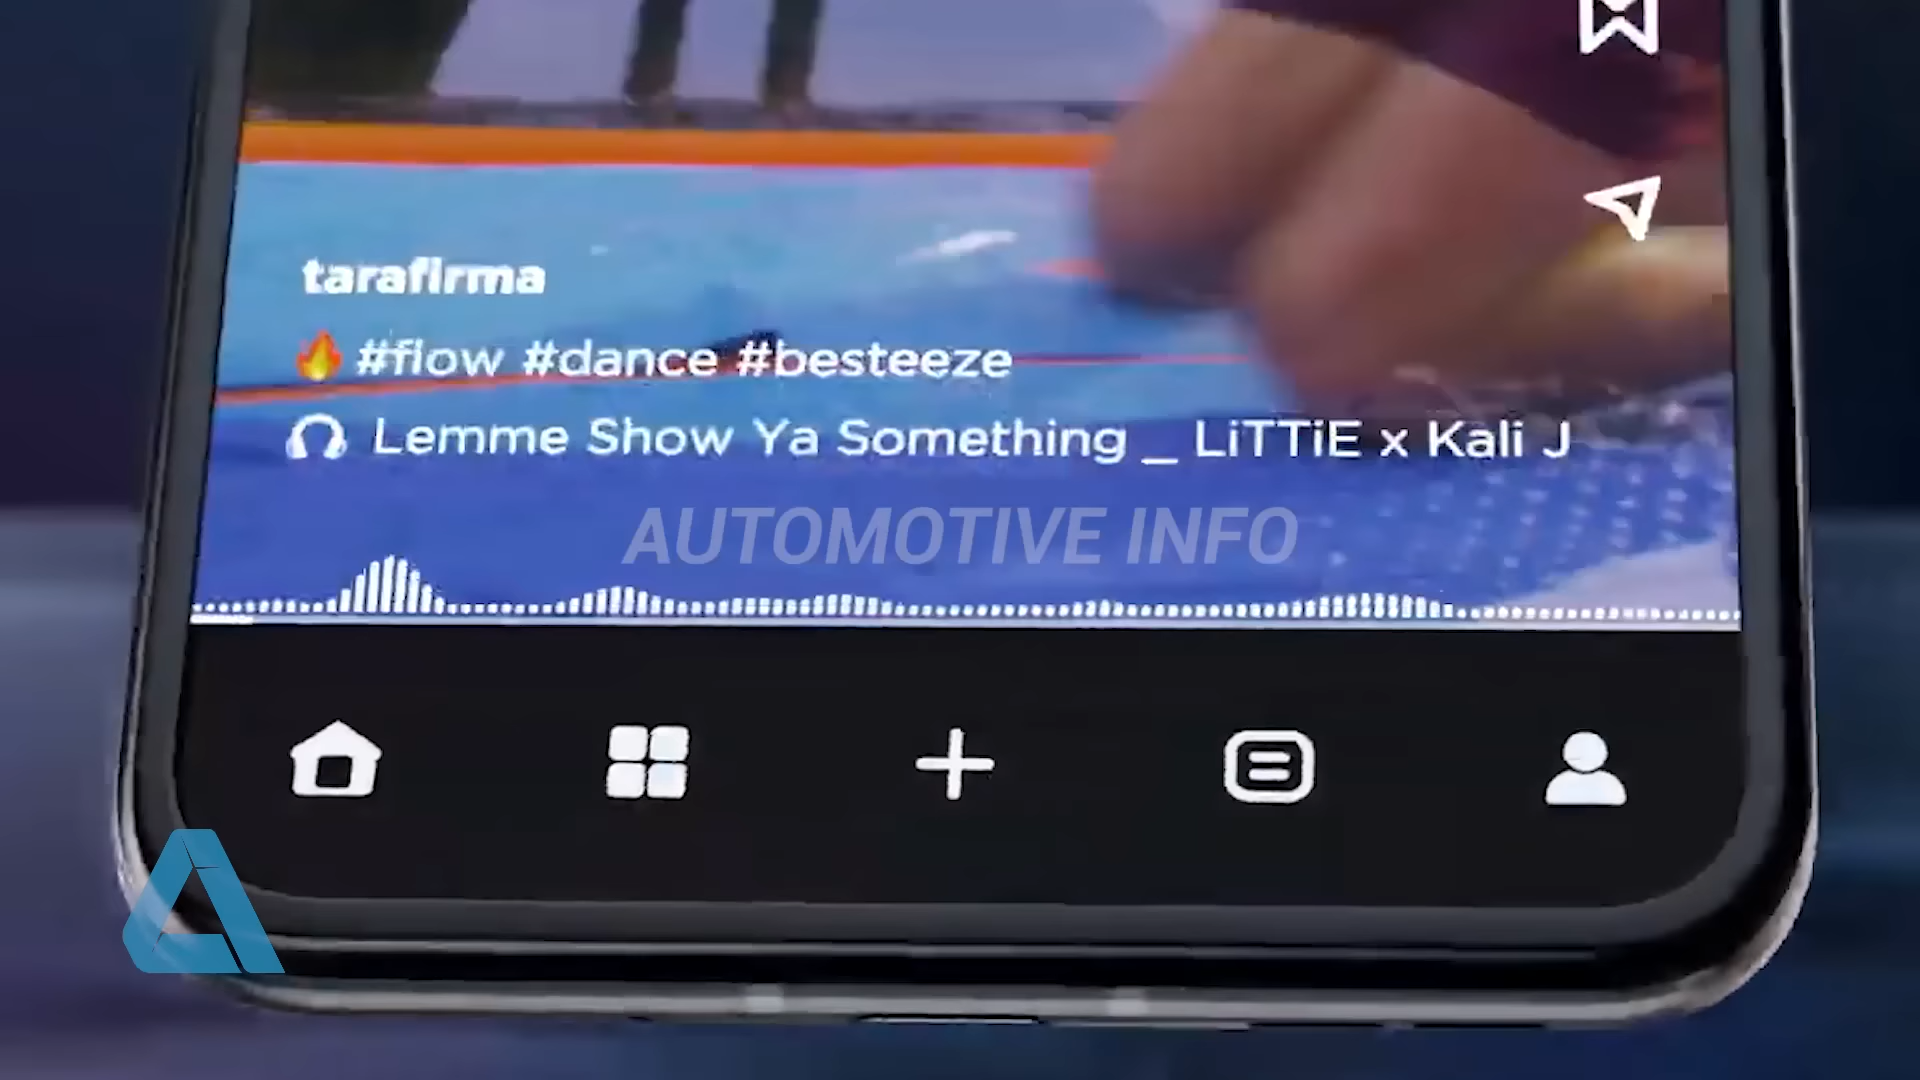 tarafirma
🔥 #flow #dance #besteeze
Lemme Show Ya Something _ LiTTiE x Kali J
AUTOMOTIVE INFO